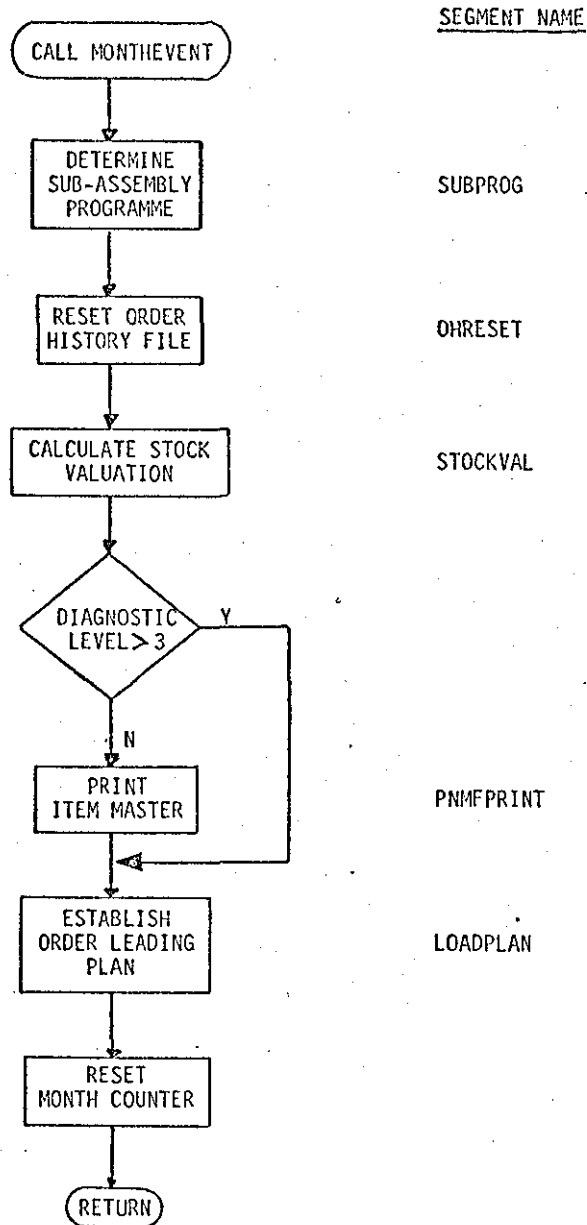 SEGMENT NAME
CALL MONTHEVENT
DETERMINE
SUB-ASSEMBLY
PROGRAMME
SUBPROG
RESET ORDER
HISTORY FILE
OHRESET
CALCULATE STOCK
VALUATION
STOCKVAL
DIAGNOSTIC
LEVEL > 3
Y
N
PRINT
ITEM MASTER
PNMFPRINT
ESTABLISH
ORDER LEADING
PLAN
LOADPLAN
RESET
MONTH COUNTER
RETURN